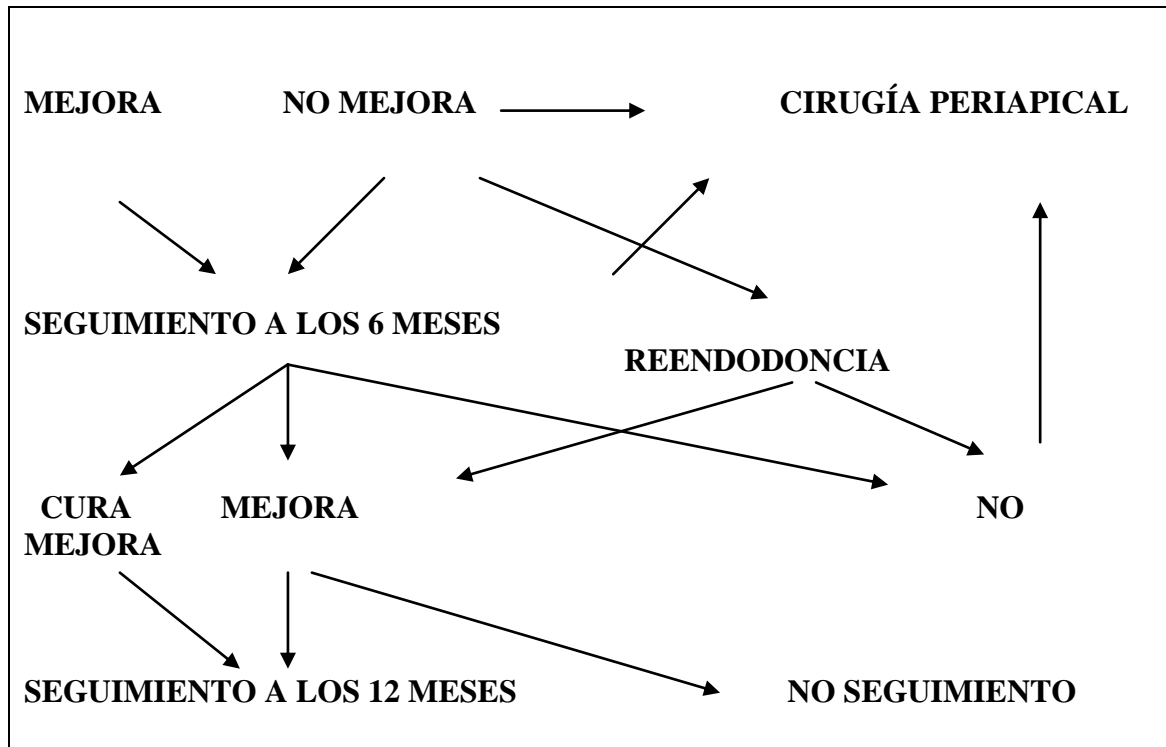 MEJORA NO MEJORA CIRUGÍA PERIAPICAL
SEGUIMIENTO A LOS 6 MESES
REENDODONCIA
CURA MEJORA NO
MEJORA
SEGUIMIENTO A LOS 12 MESES NO SEGUIMIENTO